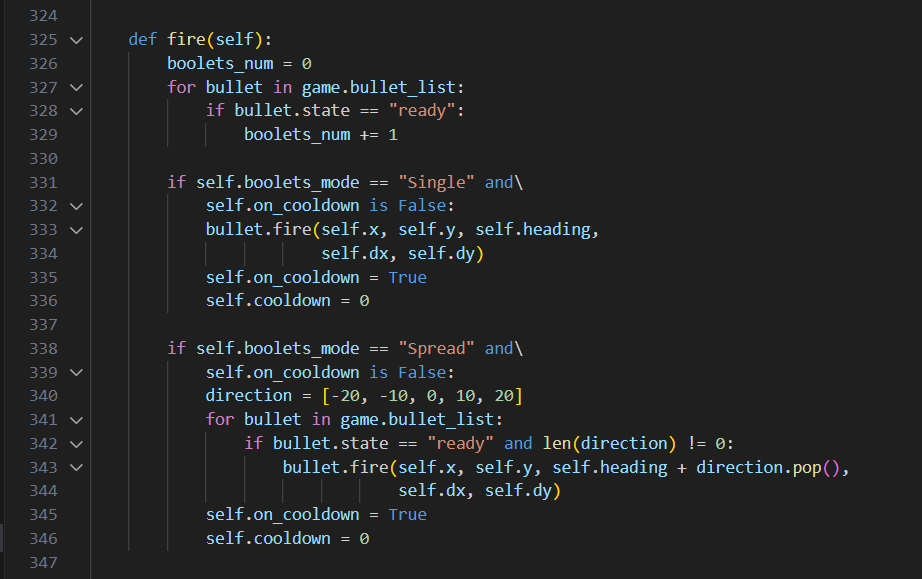 324
325 def fire(self):
326 boolets_num = 0
327 for bullet in game.bullet_list:
328 if bullet.state == "ready":
329 boolets_num += 1
330
331 if self.boolets_mode == "Single" and\
332 self.on_cooldown is False:
333 bullet.fire(self.x, self.y, self.heading,
334 self.dx, self.dy)
335 self.on_cooldown = True
336 self.cooldown = 0
337
338 if self.boolets_mode == "Spread" and\
339 self.on_cooldown is False:
340 direction = [-20, -10, 0, 10, 20]
341 for bullet in game.bullet_list:
342 if bullet.state == "ready" and len(direction) != 0:
343 bullet.fire(self.x, self.y, self.heading + direction.pop(),
344 self.dx, self.dy)
345 self.on_cooldown = True
346 self.cooldown = 0
347